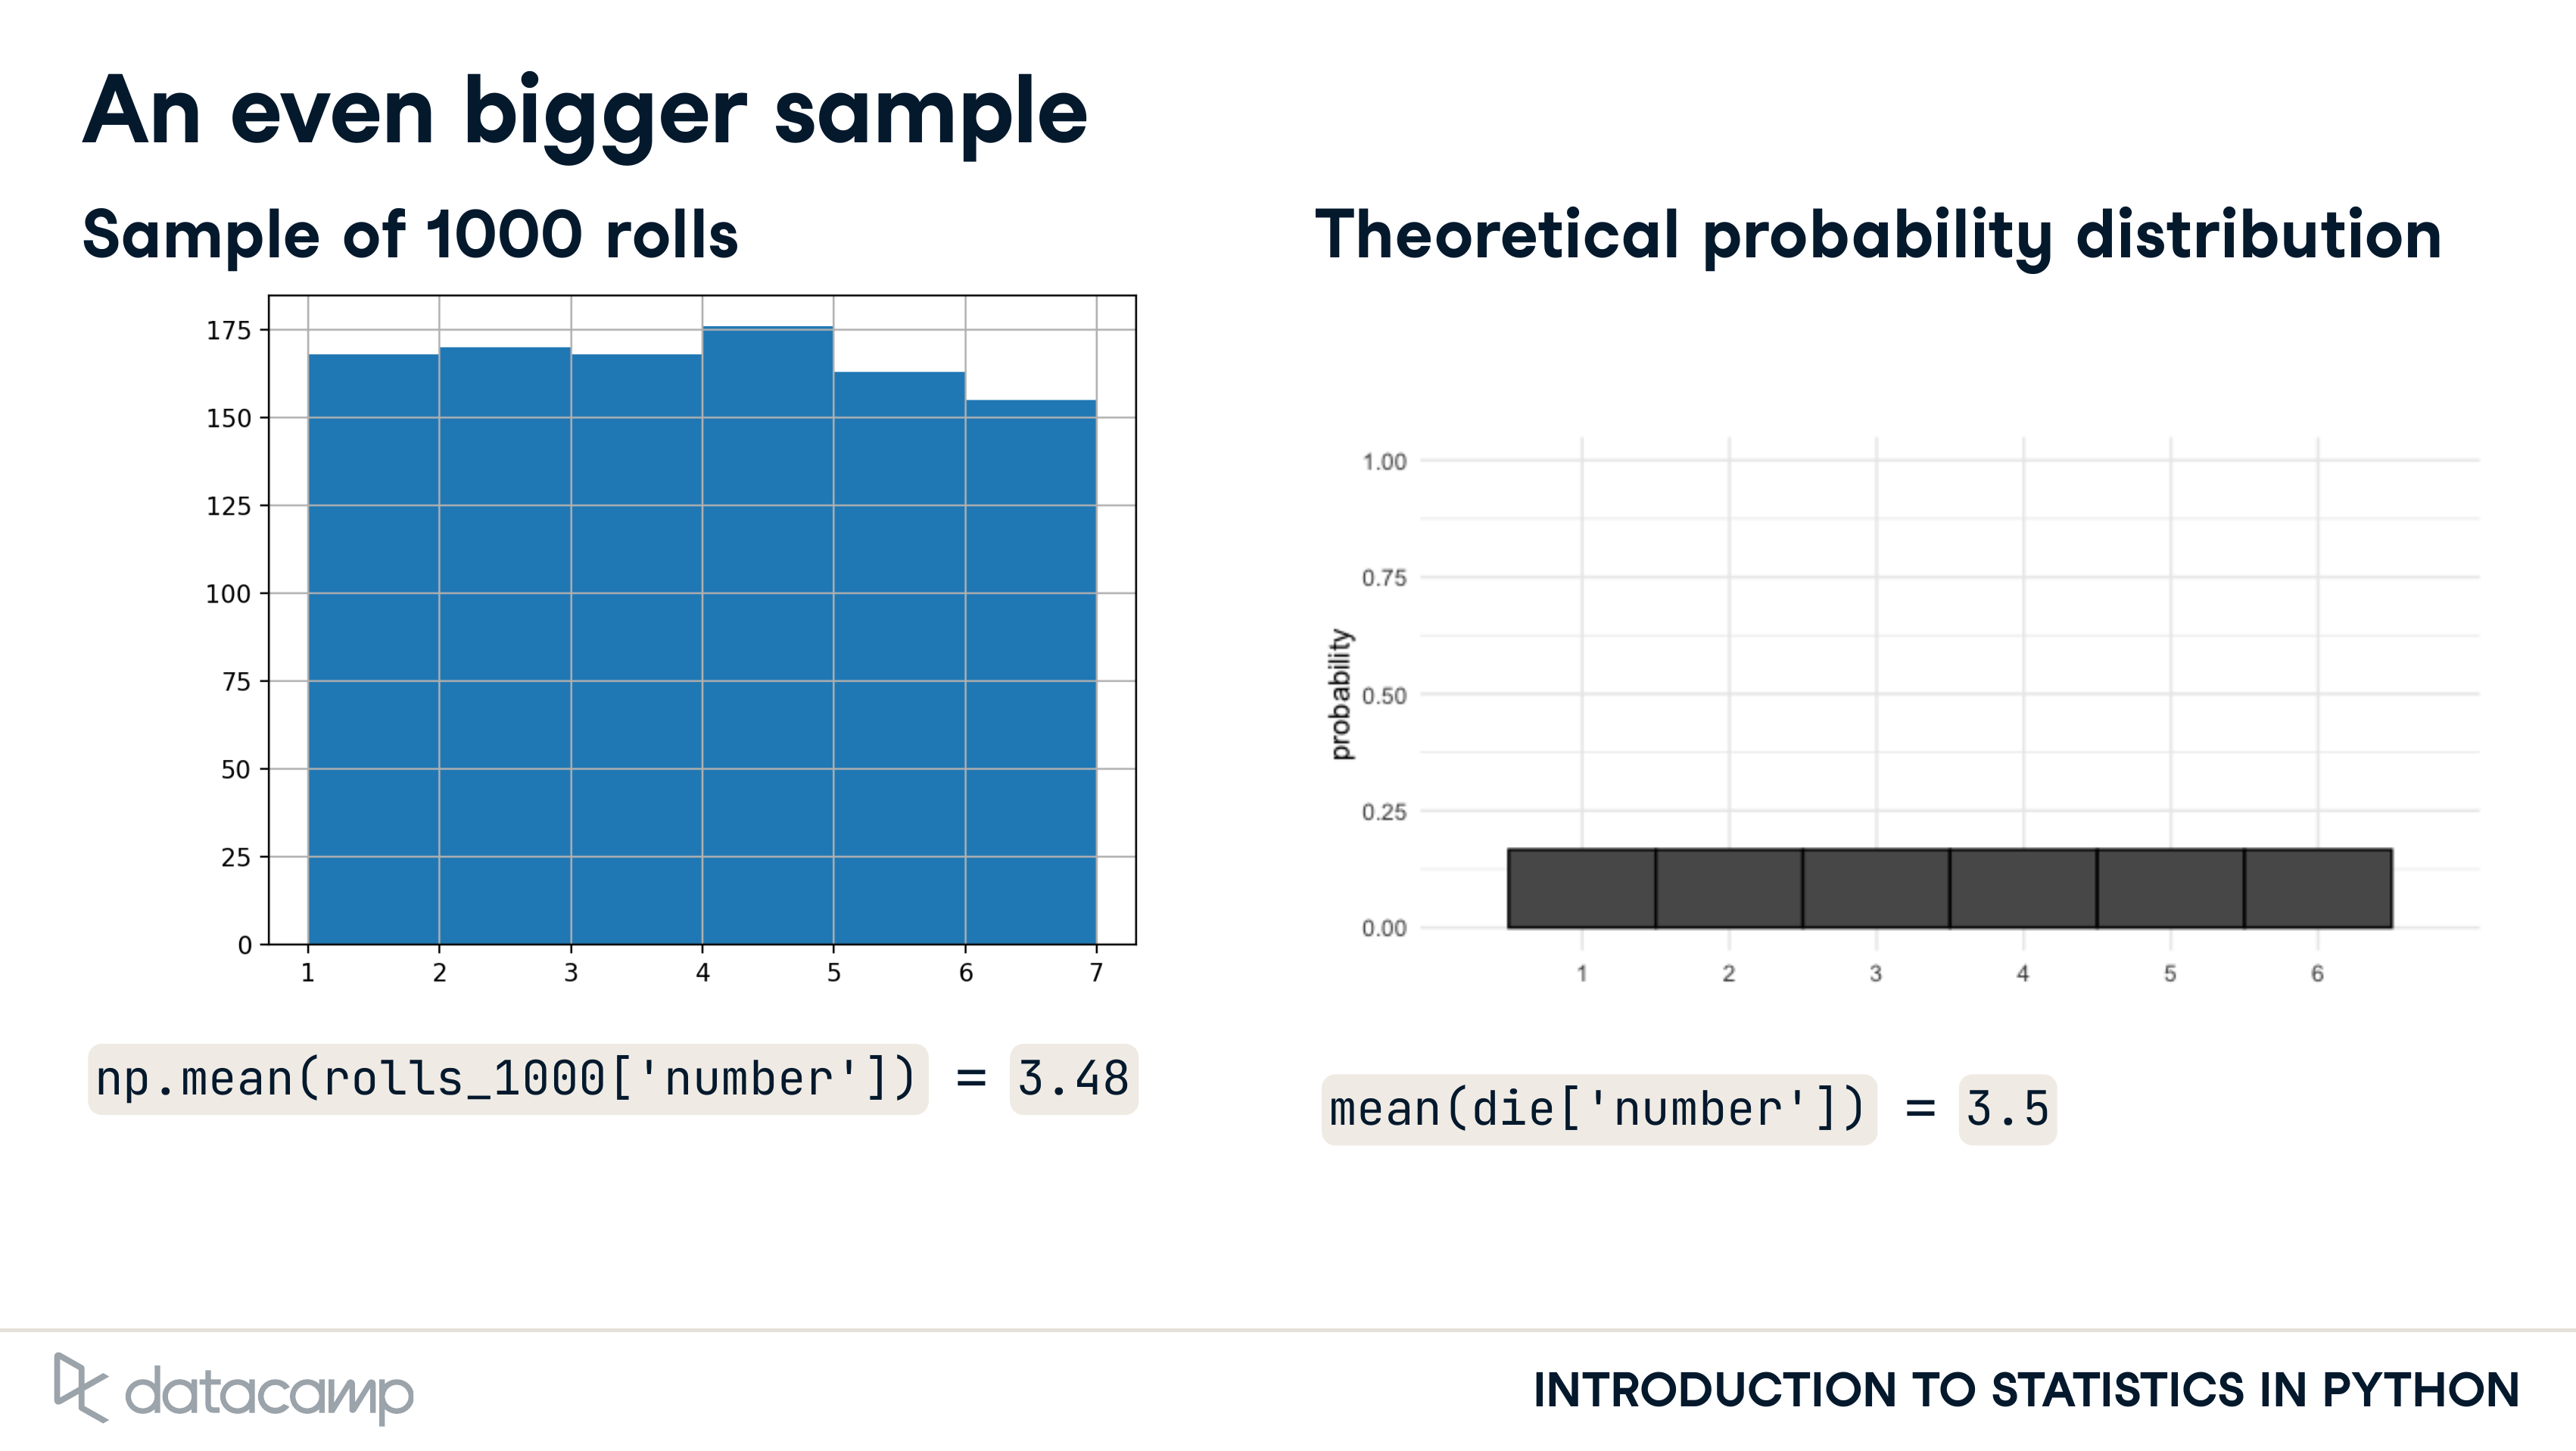 An even bigger sample
Sample of 1000 rolls
175
150
125
100
75
50
25
0
1 2 3 4 5 6 7
np.mean(rolls_1000['number']) = 3.48
Theoretical probability distribution
probability
1.00
0.75
0.50
0.25
0.00
1 2 3 4 5 6
mean(die['number']) = 3.5
datacamp
INTRODUCTION TO STATISTICS IN PYTHON